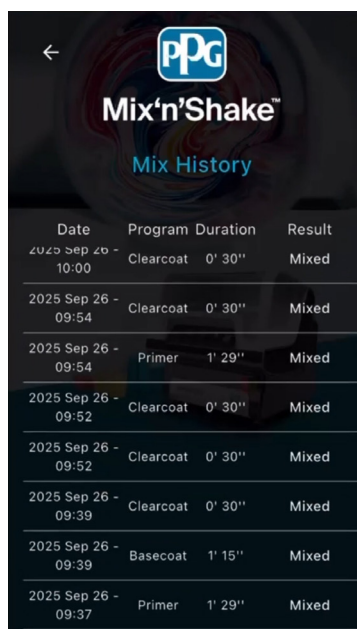 PPG
Mix'n'Shake™
Mix History
Date Program Duration Result
2025 Sep 26 - 10:00 Clearcoat 0' 30'' Mixed
2025 Sep 26 - 09:54 Clearcoat 0' 30'' Mixed
2025 Sep 26 - 09:54 Primer 1' 29'' Mixed
2025 Sep 26 - 09:52 Clearcoat 0' 30'' Mixed
2025 Sep 26 - 09:52 Clearcoat 0' 30'' Mixed
2025 Sep 26 - 09:39 Clearcoat 0' 30'' Mixed
2025 Sep 26 - 09:39 Basecoat 1' 15'' Mixed
2025 Sep 26 - 09:37 Primer 1' 29'' Mixed